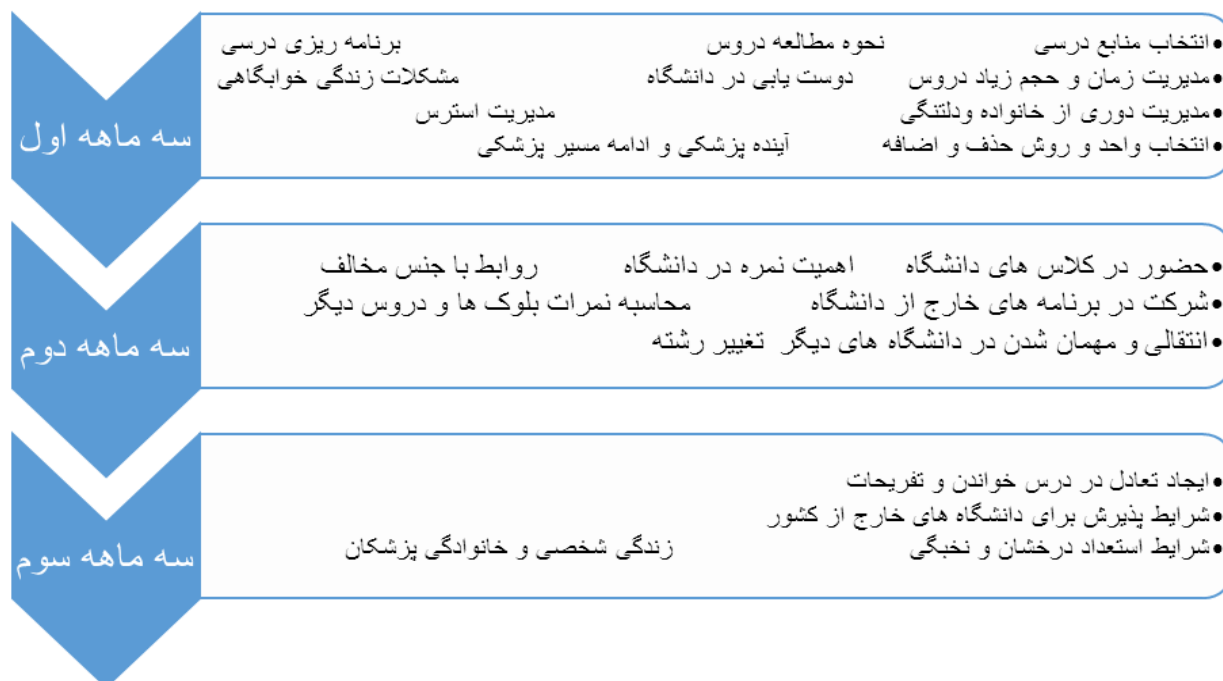 سه ماهه اول
•انتخاب منابع درسی نحوه مطالعه دروس برنامه ریزی درسی
•مدیریت زمان و حجم زیاد دروس دوست یابی در دانشگاه مشکلات زندگی خوابگاهی
•مدیریت دوری از خانواده ودلتنگی مدیریت استرس
•انتخاب واحد و روش حذف و اضافه آینده پزشکی و ادامه مسیر پزشکی
سه ماهه دوم
•حضور در کلاس های دانشگاه اهمیت نمره در دانشگاه روابط با جنس مخالف
•شرکت در برنامه های خارج از دانشگاه محاسبه نمرات بلوک ها و دروس دیگر
•انتقالی و مهمان شدن در دانشگاه های دیگر تغییر رشته
سه ماهه سوم
•ایجاد تعادل در درس خواندن و تفریحات
•شرایط پذیرش برای دانشگاه های خارج از کشور
•شرایط استعداد درخشان و نخبگی زندگی شخصی و خانوادگی پزشکان